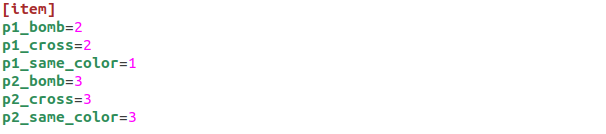 [item]
p1_bomb=2
p1_cross=2
p1_same_color=1
p2_bomb=3
p2_cross=3
p2_same_color=3